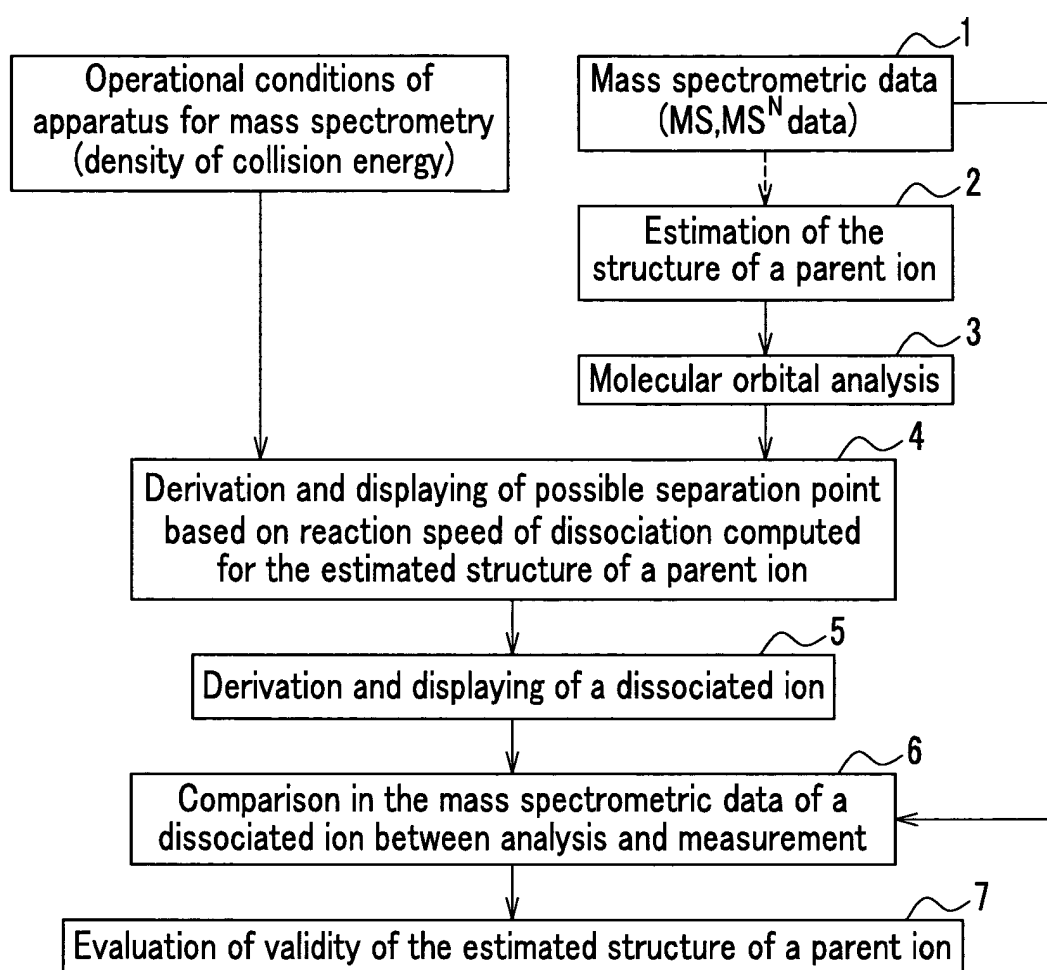 Operational conditions of
apparatus for mass spectrometry
(density of collision energy)
1
Mass spectrometric data
(MS,MS^N data)
2
Estimation of the
structure of a parent ion
3
Molecular orbital analysis
4
Derivation and displaying of possible separation point
based on reaction speed of dissociation computed
for the estimated structure of a parent ion
5
Derivation and displaying of a dissociated ion
6
Comparison in the mass spectrometric data of a
dissociated ion between analysis and measurement
7
Evaluation of validity of the estimated structure of a parent ion